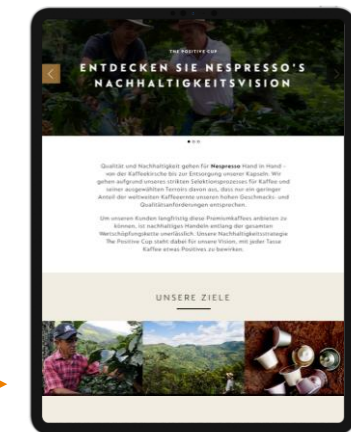 THE POSITIVE CUP
ENTDECKEN SIE NESPRESSO'S
NACHHALTIGKEITSVISION
Qualität und Nachhaltigkeit gehen für Nespresso Hand in Hand -
von der Kaffeekirsche bis zur Entsorgung unserer Kapseln. Wir
gehen aufgrund unseres strikten Selektionsprozesses für Kaffee und
seiner ausgewählten Terroirs davon aus, dass nur ein geringer
Anteil der weltweiten Kaffeeernte unseren hohen Geschmacks- und
Qualitätsanforderungen entsprechen.
Um unseren Kunden langfristig diese Premiumkaffees anbieten zu
können, ist nachhaltiges Handeln entlang der gesamten
Wertschöpfungskette unerlässlich. Unsere Nachhaltigkeitsstrategie
The Positive Cup steht dabei für unsere Vision, mit jeder Tasse
Kaffee etwas Positives zu bewirken.
UNSERE ZIELE